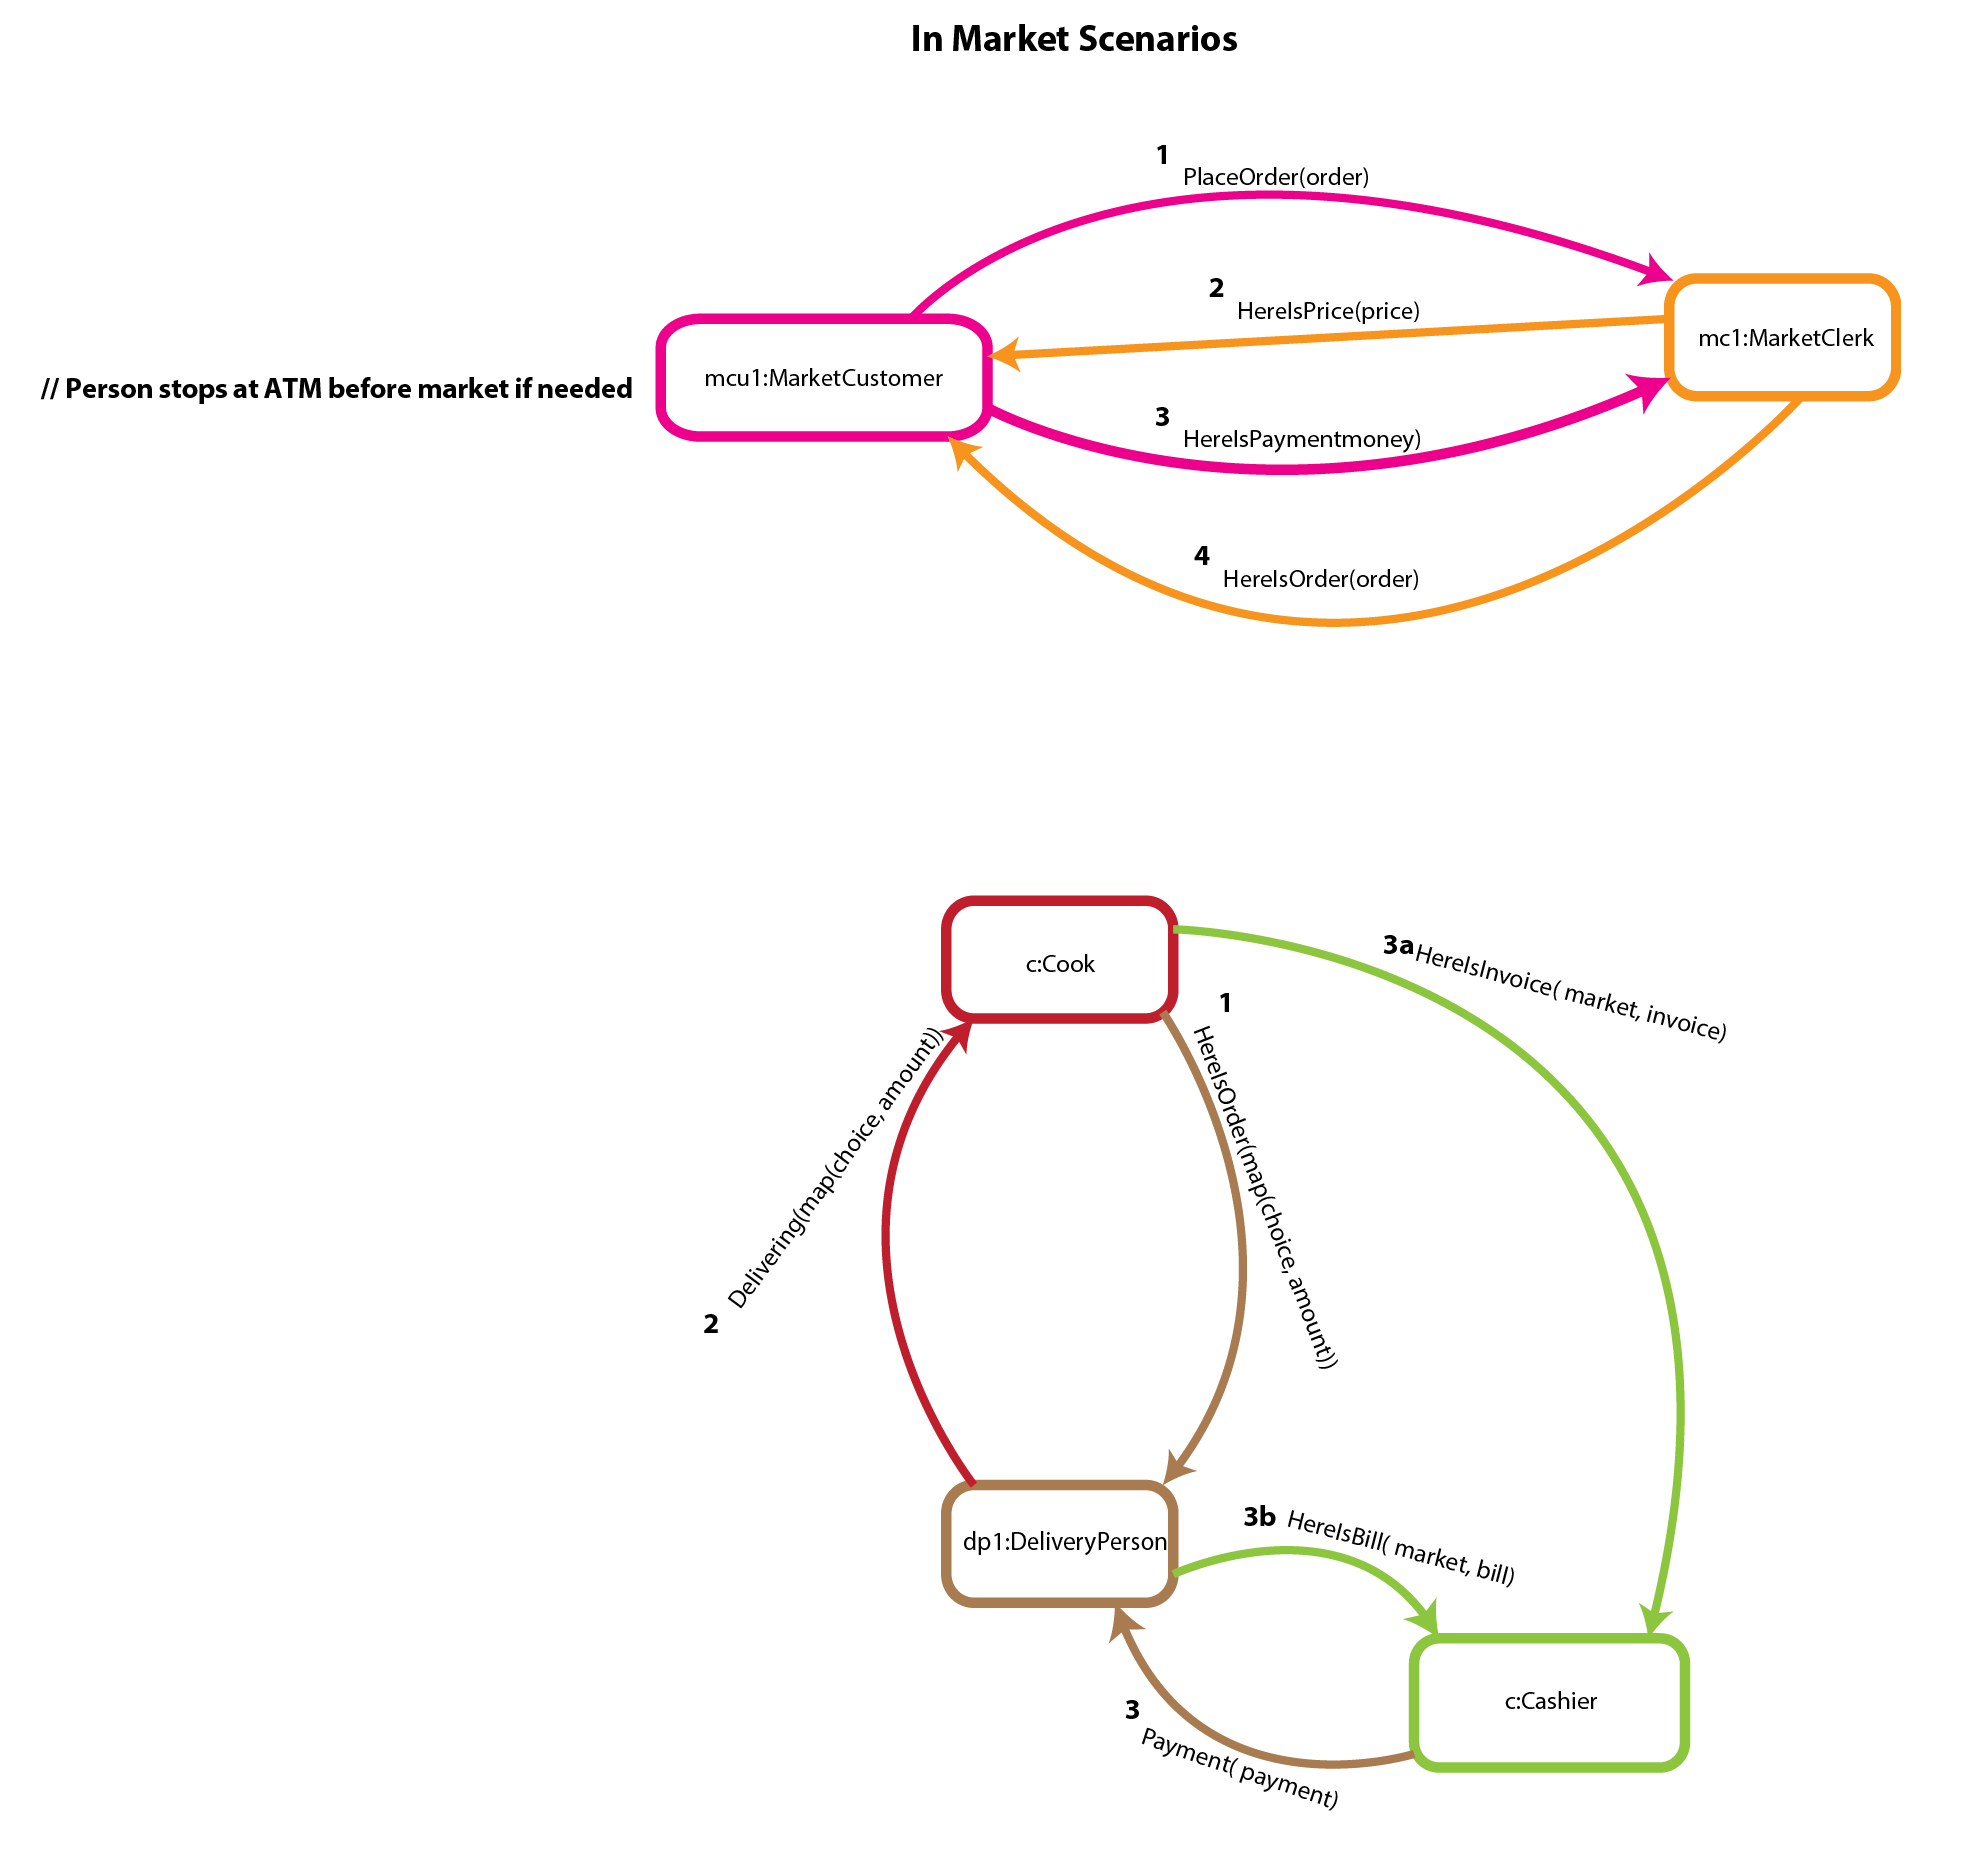 In Market Scenarios
1
PlaceOrder(order)
2
HereIsPrice(price)
mc1:MarketClerk
mcu1:MarketCustomer
// Person stops at ATM before market if needed
3
HereIsPaymentmoney)
4
HereIsOrder(order)
c:Cook
3a
HereIsInvoice( market, invoice)
1
HereIsOrder(map(choice, amount))
2
Delivering(map(choice, amount))
dp1:DeliveryPerson
3b
HereIsBill( market, bill)
c:Cashier
3
Payment( payment)